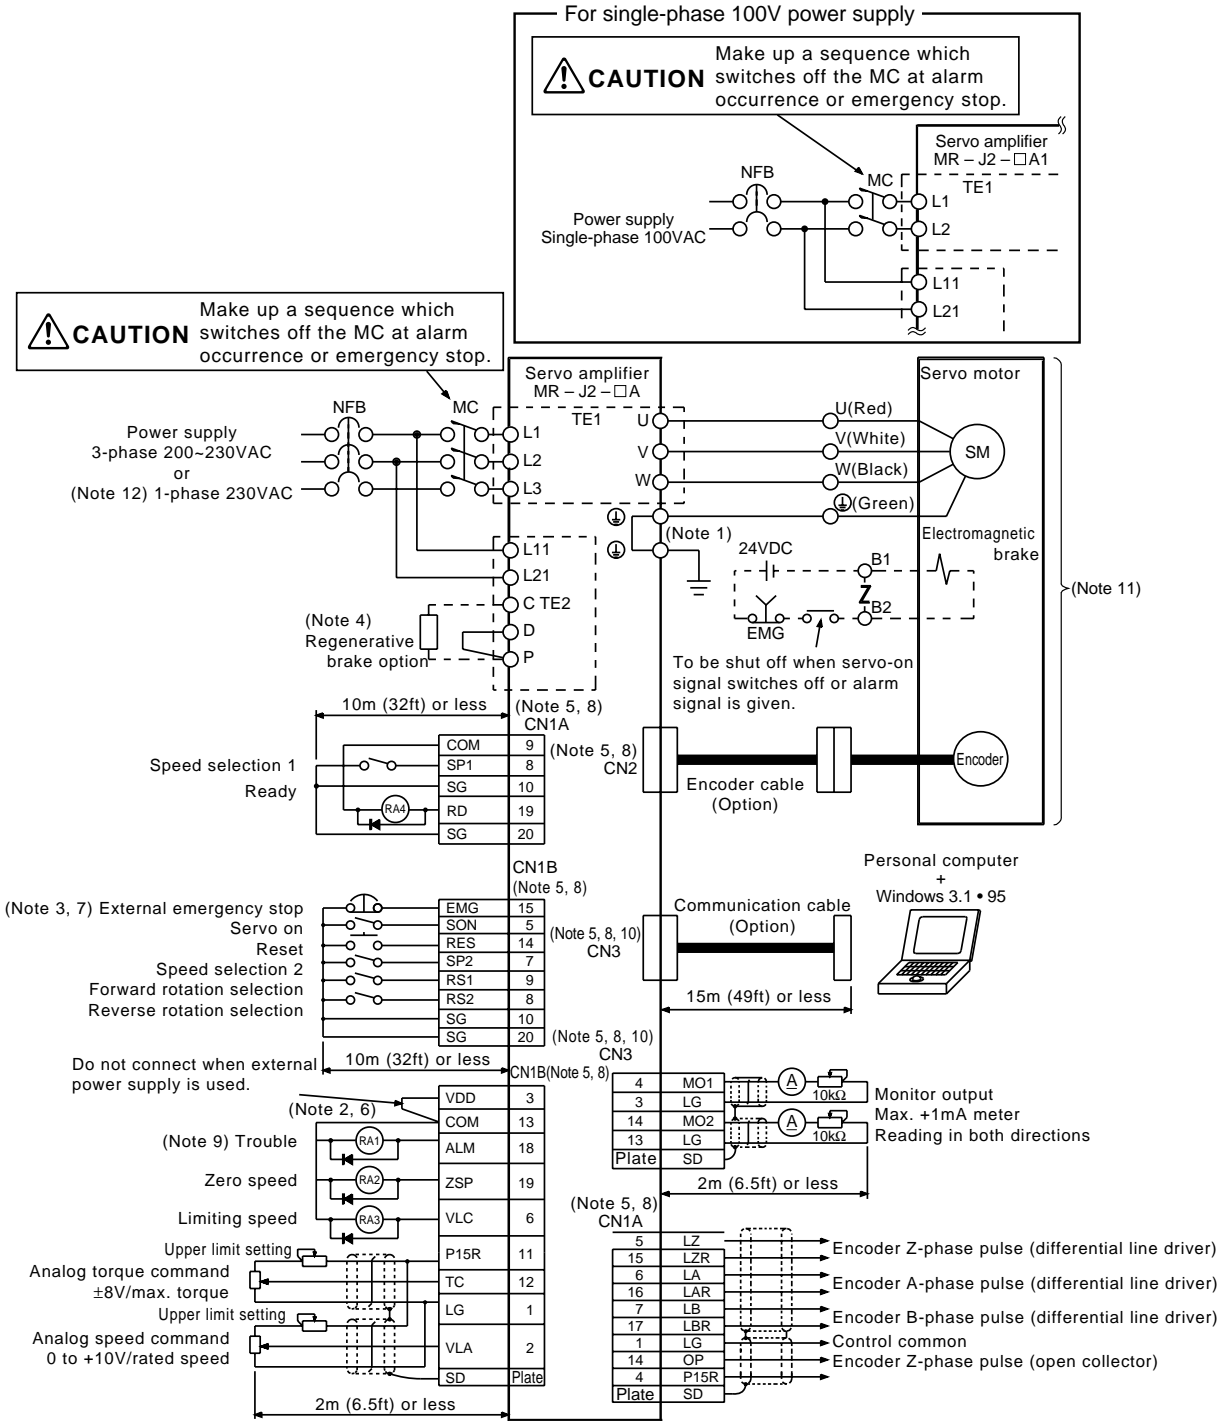 For single-phase 100V power supply
CAUTION
Make up a sequence which
switches off the MC at alarm
occurrence or emergency stop.
Servo amplifier
MR – J2 – □ A1
NFB
MC
TE1
L1
Power supply
Single-phase 100VAC
L2
L11
L21
CAUTION
Make up a sequence which
switches off the MC at alarm
occurrence or emergency stop.
Servo amplifier
MR – J2 – □ A
Servo motor
NFB
MC
TE1
Power supply
3-phase 200~230VAC
or
(Note 12) 1-phase 230VAC
L1
L2
L3
U
V
W
U(Red)
V(White)
W(Black)
(Green)
SM
(Note 1)
L11
L21
C TE2
D
P
(Note 4)
Regenerative
brake option
24VDC
B1
Z
B2
EMG
Electromagnetic
brake
(Note 11)
To be shut off when servo-on
signal switches off or alarm
signal is given.
10m (32ft) or less
(Note 5, 8)
CN1A
Speed selection 1
Ready
COM 9
SP1 8
SG 10
RA4
RD 19
SG 20
(Note 5, 8)
CN2
Encoder cable
(Option)
Encoder
CN1B
(Note 5, 8)
(Note 3, 7) External emergency stop
Servo on
Reset
Speed selection 2
Forward rotation selection
Reverse rotation selection
EMG 15
SON 5
RES 14
SP2 7
RS1 9
RS2 8
SG 10
SG 20
(Note 5, 8, 10)
CN3
Communication cable
(Option)
Personal computer
+
Windows 3.1 • 95
15m (49ft) or less
10m (32ft) or less
Do not connect when external
power supply is used.
CN1B(Note 5, 8)
(Note 2, 6)
(Note 9) Trouble
Zero speed
Limiting speed
Upper limit setting
Analog torque command
±8V/max. torque
Upper limit setting
Analog speed command
0 to +10V/rated speed
RA1
RA2
RA3
VDD 3
COM 13
ALM 18
ZSP 19
VLC 6
P15R 11
TC 12
LG 1
VLA 2
SD Plate
2m (6.5ft) or less
(Note 5, 8, 10)
CN3
4 MO1
3 LG
14 MO2
13 LG
Plate SD
A
10kΩ
A
10kΩ
Monitor output
Max. +1mA meter
Reading in both directions
2m (6.5ft) or less
(Note 5, 8)
CN1A
5 LZ
15 LZR
6 LA
16 LAR
7 LB
17 LBR
1 LG
14 OP
4 P15R
Plate SD
Encoder Z-phase pulse (differential line driver)
Encoder A-phase pulse (differential line driver)
Encoder B-phase pulse (differential line driver)
Control common
Encoder Z-phase pulse (open collector)